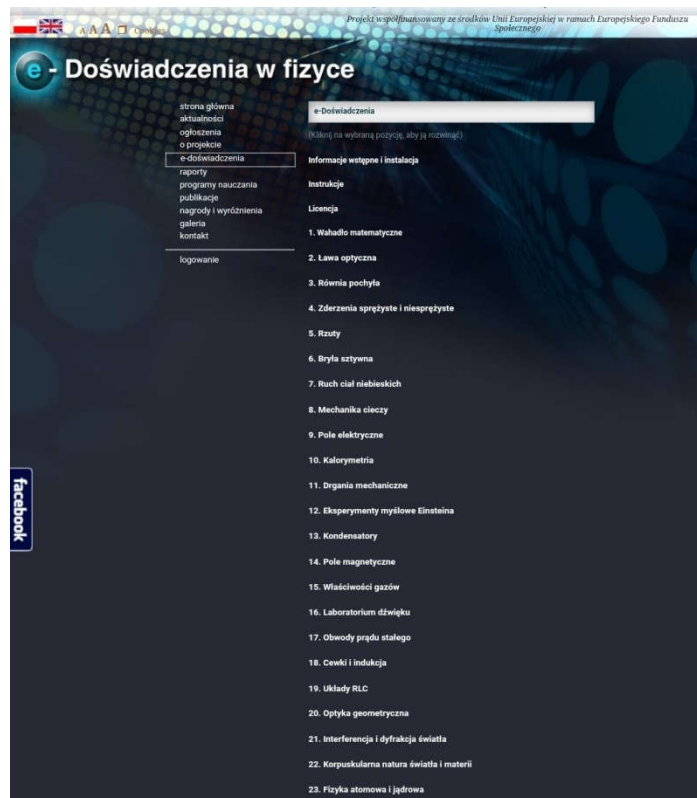 Projekt współfinansowany ze środków Unii Europejskiej w ramach Europejskiego Funduszu
Społecznego
A A A Cookies
e - Doświadczenia w fizyce
strona główna
aktualności
ogłoszenia
o projekcie
e-doświadczenia
raporty
programy nauczania
publikacje
nagrody i wyróżnienia
galeria
kontakt
logowanie
facebook
e-Doświadczenia
(Kliknij na wybraną pozycję, aby ją rozwinąć)
Informacje wstępne i instalacja
Instrukcje
Licencja
1. Wahadło matematyczne
2. Ława optyczna
3. Równia pochyła
4. Zderzenia sprężyste i niesprężyste
5. Rzuty
6. Bryła sztywna
7. Ruch ciał niebieskich
8. Mechanika cieczy
9. Pole elektryczne
10. Kalorymetria
11. Drgania mechaniczne
12. Eksperymenty myślowe Einsteina
13. Kondensatory
14. Pole magnetyczne
15. Właściwości gazów
16. Laboratorium dźwięku
17. Obwody prądu stałego
18. Cewki i indukcja
19. Układy RLC
20. Optyka geometryczna
21. Interferencja i dyfrakcja światła
22. Korpuskularna natura światła i materii
23. Fizyka atomowa i jądrowa